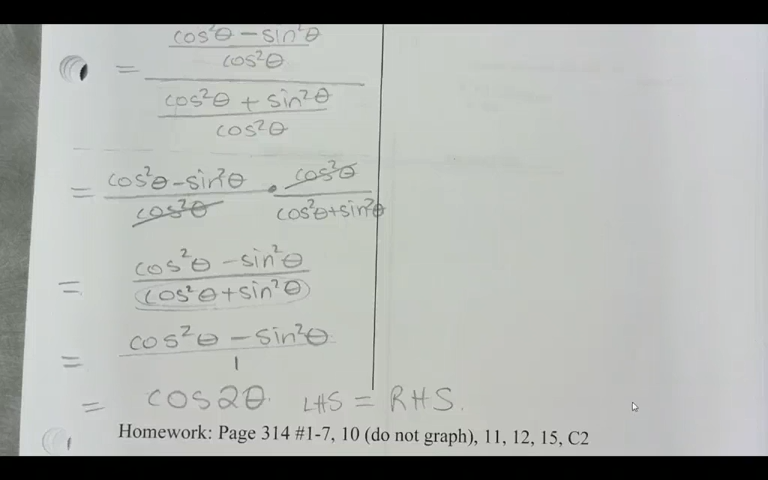 cos²θ – sin²θ
cos²θ
=
cos²θ + sin²θ
cos²θ
= cos²θ – sin²θ / cos²θ · cos²θ / cos²θ + sin²θ
= cos²θ – sin²θ / cos²θ + sin²θ
= cos²θ – sin²θ / 1
= cos2θ. LHS = RHS.
Homework: Page 314 #1-7, 10 (do not graph), 11, 12, 15, C2